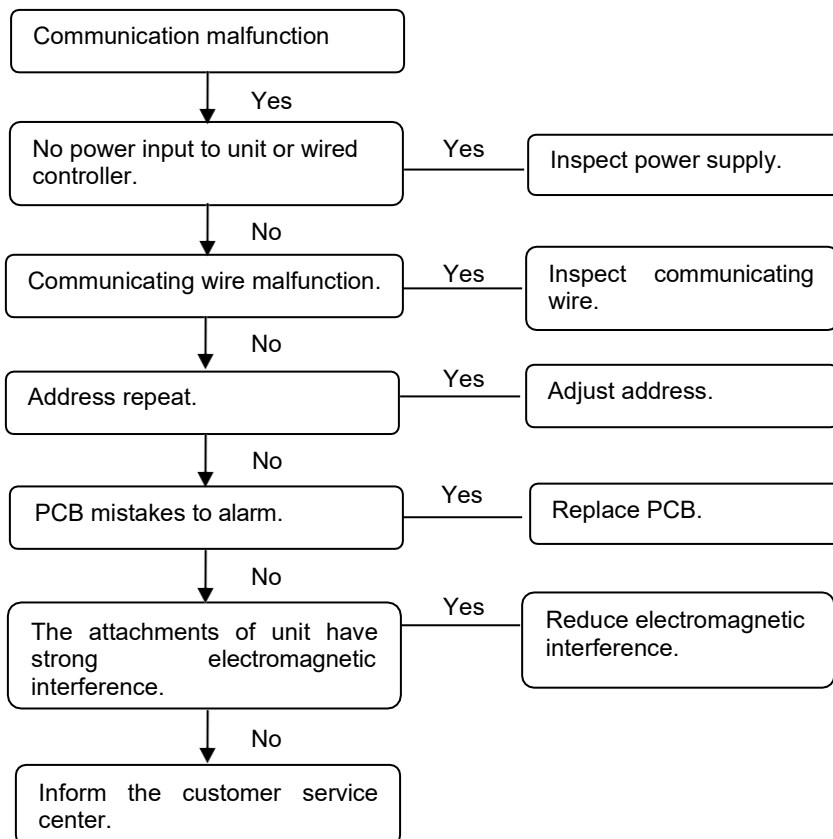 Communication malfunction
Yes
No power input to unit or wired
controller.
Yes
Inspect power supply.
No
Communicating wire malfunction.
Yes
Inspect communicating
wire.
No
Address repeat.
Yes
Adjust address.
No
PCB mistakes to alarm.
Yes
Replace PCB.
No
The attachments of unit have
strong electromagnetic
interference.
Yes
Reduce electromagnetic
interference.
No
Inform the customer service
center.